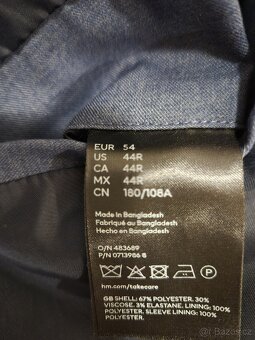 EUR 54
US 44R
CA 44R
MX 44R
CN 180/108A
Made in Bangladesh
Fabriqué au Bangladesh
Hecho en Bangladesh
O/N 483689
P/N 0713986 6
hm.com/takecare
GB SHELL: 67% POLYESTER. 30%
VISCOSE. 3% ELASTANE. LINING: 100%
POLYESTER. SLEEVE LINING: 100%
POLYESTER
Bazoš.cz